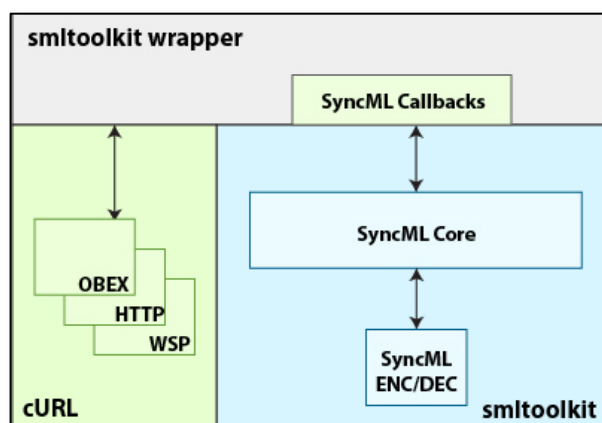 smltoolkit wrapper
SyncML Callbacks
SyncML Core
OBEX
HTTP
WSP
SyncML
ENC/DEC
cURL
smltoolkit